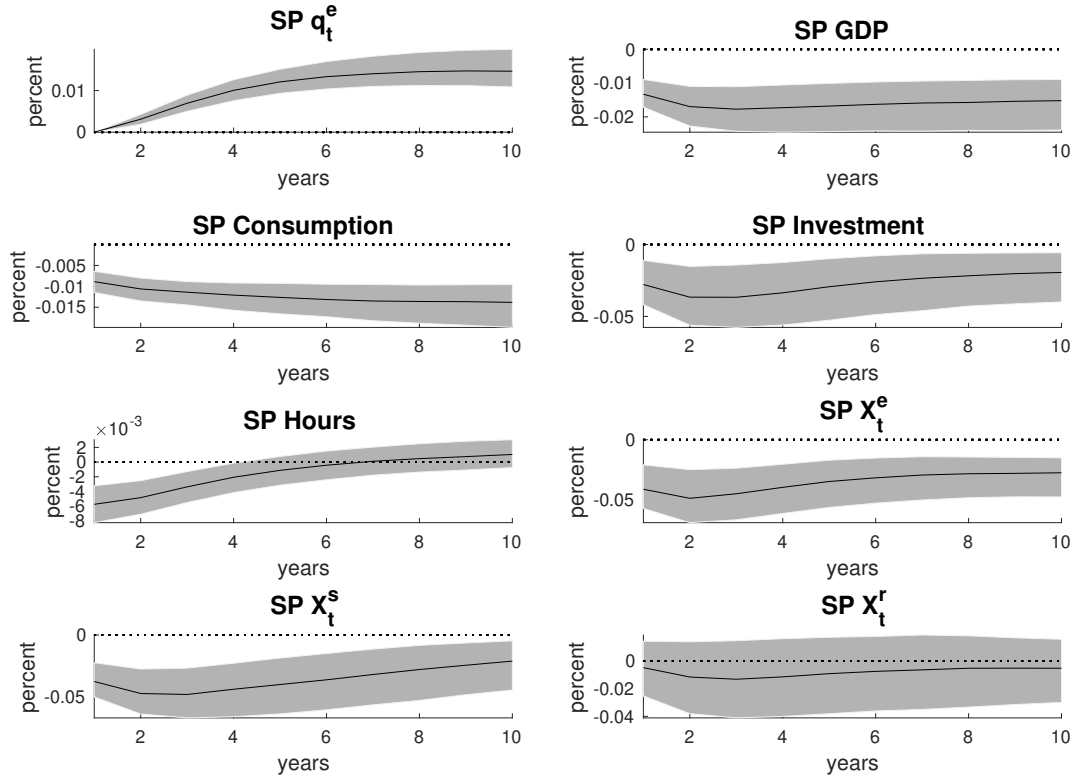 SP q_t^e
percent
0.01
0
2 4 6 8 10
years
SP GDP
percent
0
-0.01
-0.02
2 4 6 8 10
years
SP Consumption
percent
-0.005
-0.01
-0.015
2 4 6 8 10
years
SP Investment
percent
0
-0.05
2 4 6 8 10
years
SP Hours
×10^-3
percent
2
0
-2
-4
-6
-8
2 4 6 8 10
years
SP X_t^e
percent
0
-0.05
2 4 6 8 10
years
SP X_t^s
percent
0
-0.05
2 4 6 8 10
years
SP X_t^r
percent
0
-0.02
-0.04
2 4 6 8 10
years